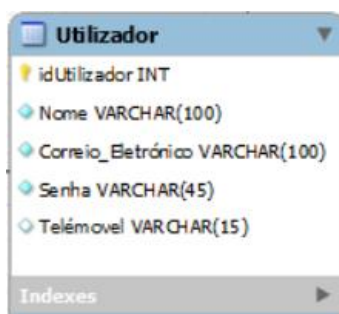 Utilizador
idUtilizador INT
Nome VARCHAR(100)
Correio_Eletrónico VARCHAR(100)
Senha VARCHAR(45)
Telémovel VARCHAR(15)
Indexes